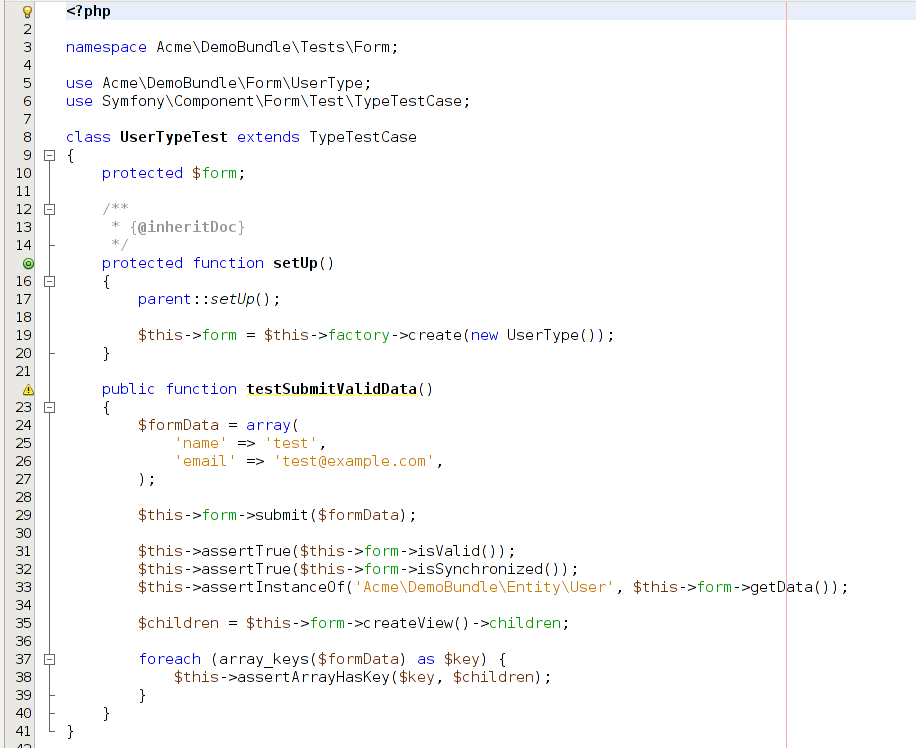 <?php
2
3 namespace Acme\DemoBundle\Tests\Form;
4
5 use Acme\DemoBundle\Form\UserType;
6 use Symfony\Component\Form\Test\TypeTestCase;
7
8 class UserTypeTest extends TypeTestCase
9 {
10     protected $form;
11
12     /**
13      * {@inheritDoc}
14      */
    protected function setUp()
16     {
17         parent::setUp();
18
19         $this->form = $this->factory->create(new UserType());
20     }
21
    public function testSubmitValidData()
23     {
24         $formData = array(
25             'name' => 'test',
26             'email' => 'test@example.com',
27         );
28
29         $this->form->submit($formData);
30
31         $this->assertTrue($this->form->isValid());
32         $this->assertTrue($this->form->isSynchronized());
33         $this->assertInstanceOf('Acme\DemoBundle\Entity\User', $this->form->getData());
34
35         $children = $this->form->createView()->children;
36
37         foreach (array_keys($formData) as $key) {
38             $this->assertArrayHasKey($key, $children);
39         }
40     }
41 }